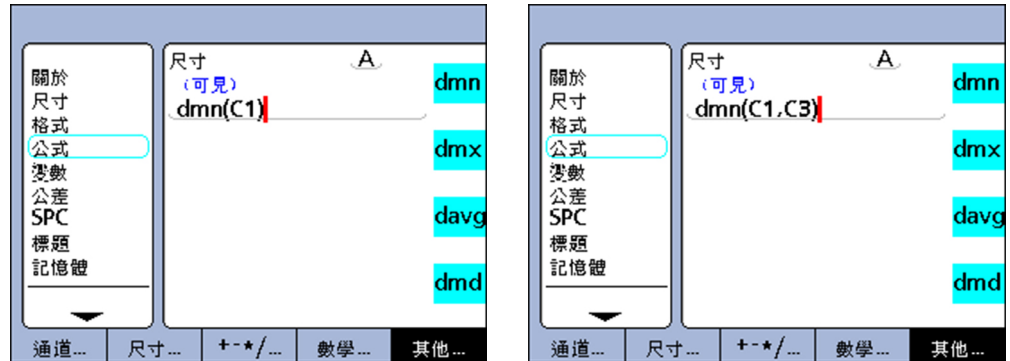 關於
尺寸
格式
公式
變數
公差
SPC
標題
記憶體
尺寸
A
(可見)
dmn(C1)
dmn
dmx
davg
dmd
通道...
尺寸...
+-*/...
數學...
其他...
關於
尺寸
格式
公式
變數
公差
SPC
標題
記憶體
尺寸
A
(可見)
dmn(C1,C3)
dmn
dmx
davg
dmd
通道...
尺寸...
+-*/...
數學...
其他...